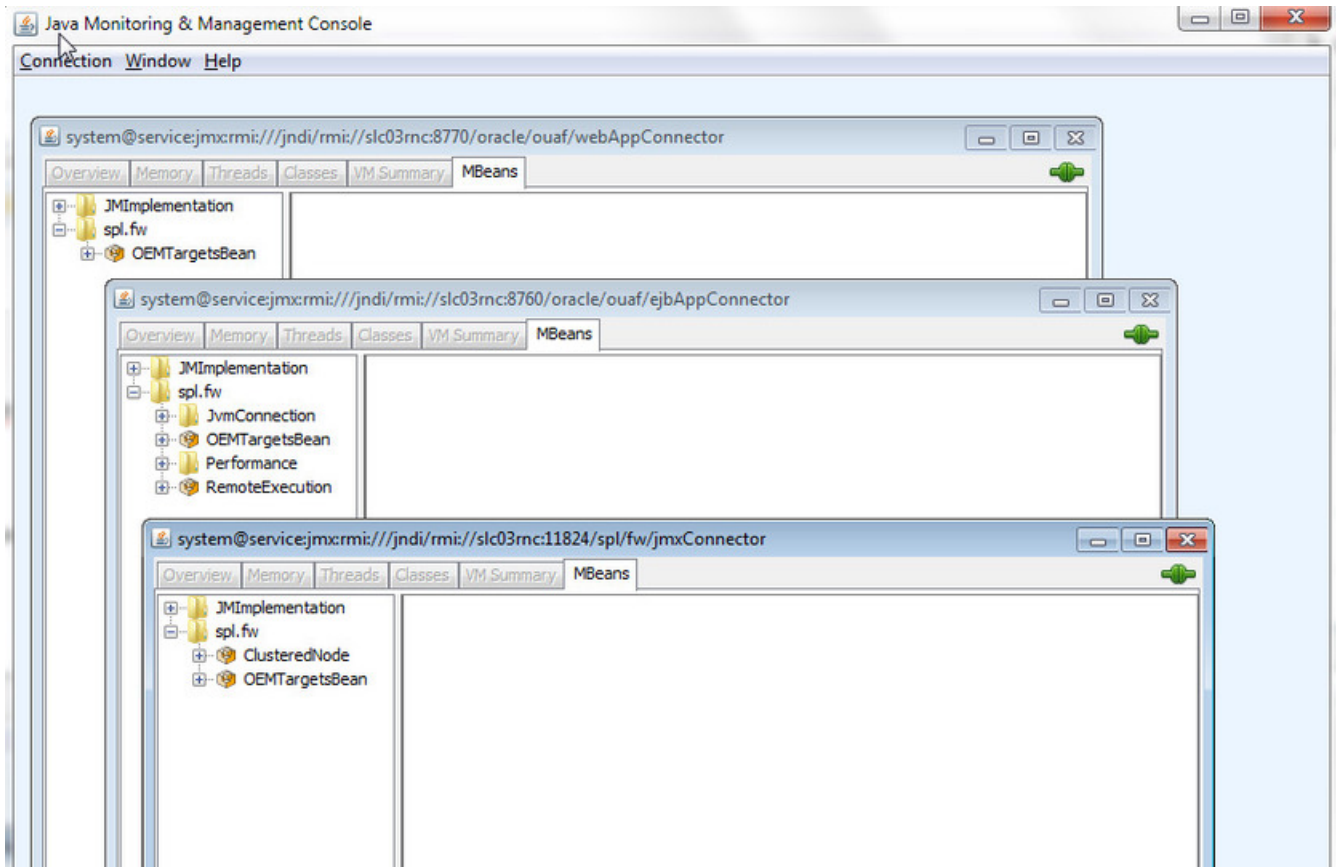 Java Monitoring & Management Console
Connection Window Help
system@service:jmx:rmi:///jndi/rmi://slc03rnc:8770/oracle/ouaf/webAppConnector
Overview Memory Threads Classes VM Summary MBeans
JMImplementation
spl.fw
OEMTargetsBean
system@service:jmx:rmi:///jndi/rmi://slc03rnc:8760/oracle/ouaf/ejbAppConnector
Overview Memory Threads Classes VM Summary MBeans
JMImplementation
spl.fw
JvmConnection
OEMTargetsBean
Performance
RemoteExecution
system@service:jmx:rmi:///jndi/rmi://slc03rnc:11824/spl/fw/jmxConnector
Overview Memory Threads Classes VM Summary MBeans
JMImplementation
spl.fw
ClusteredNode
OEMTargetsBean